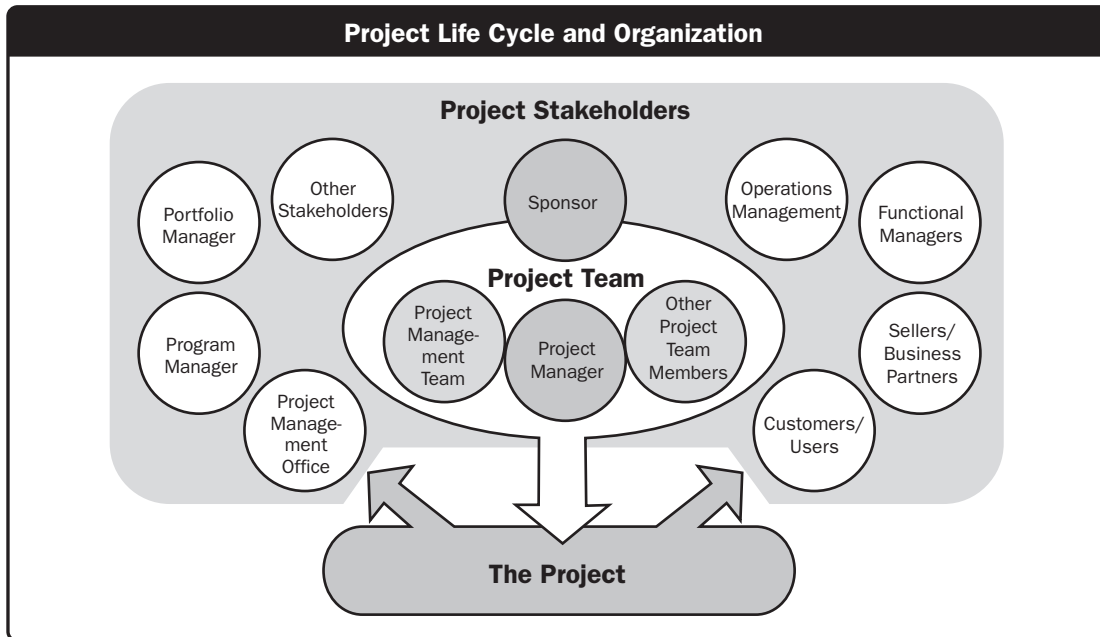 Project Life Cycle and Organization
Project Stakeholders
Portfolio
Manager
Other
Stakeholders
Sponsor
Operations
Management
Functional
Managers
Project Team
Project
Manage-
ment
Team
Project
Manager
Other
Project
Team
Members
Program
Manager
Sellers/
Business
Partners
Project
Manage-
ment
Office
Customers/
Users
The Project